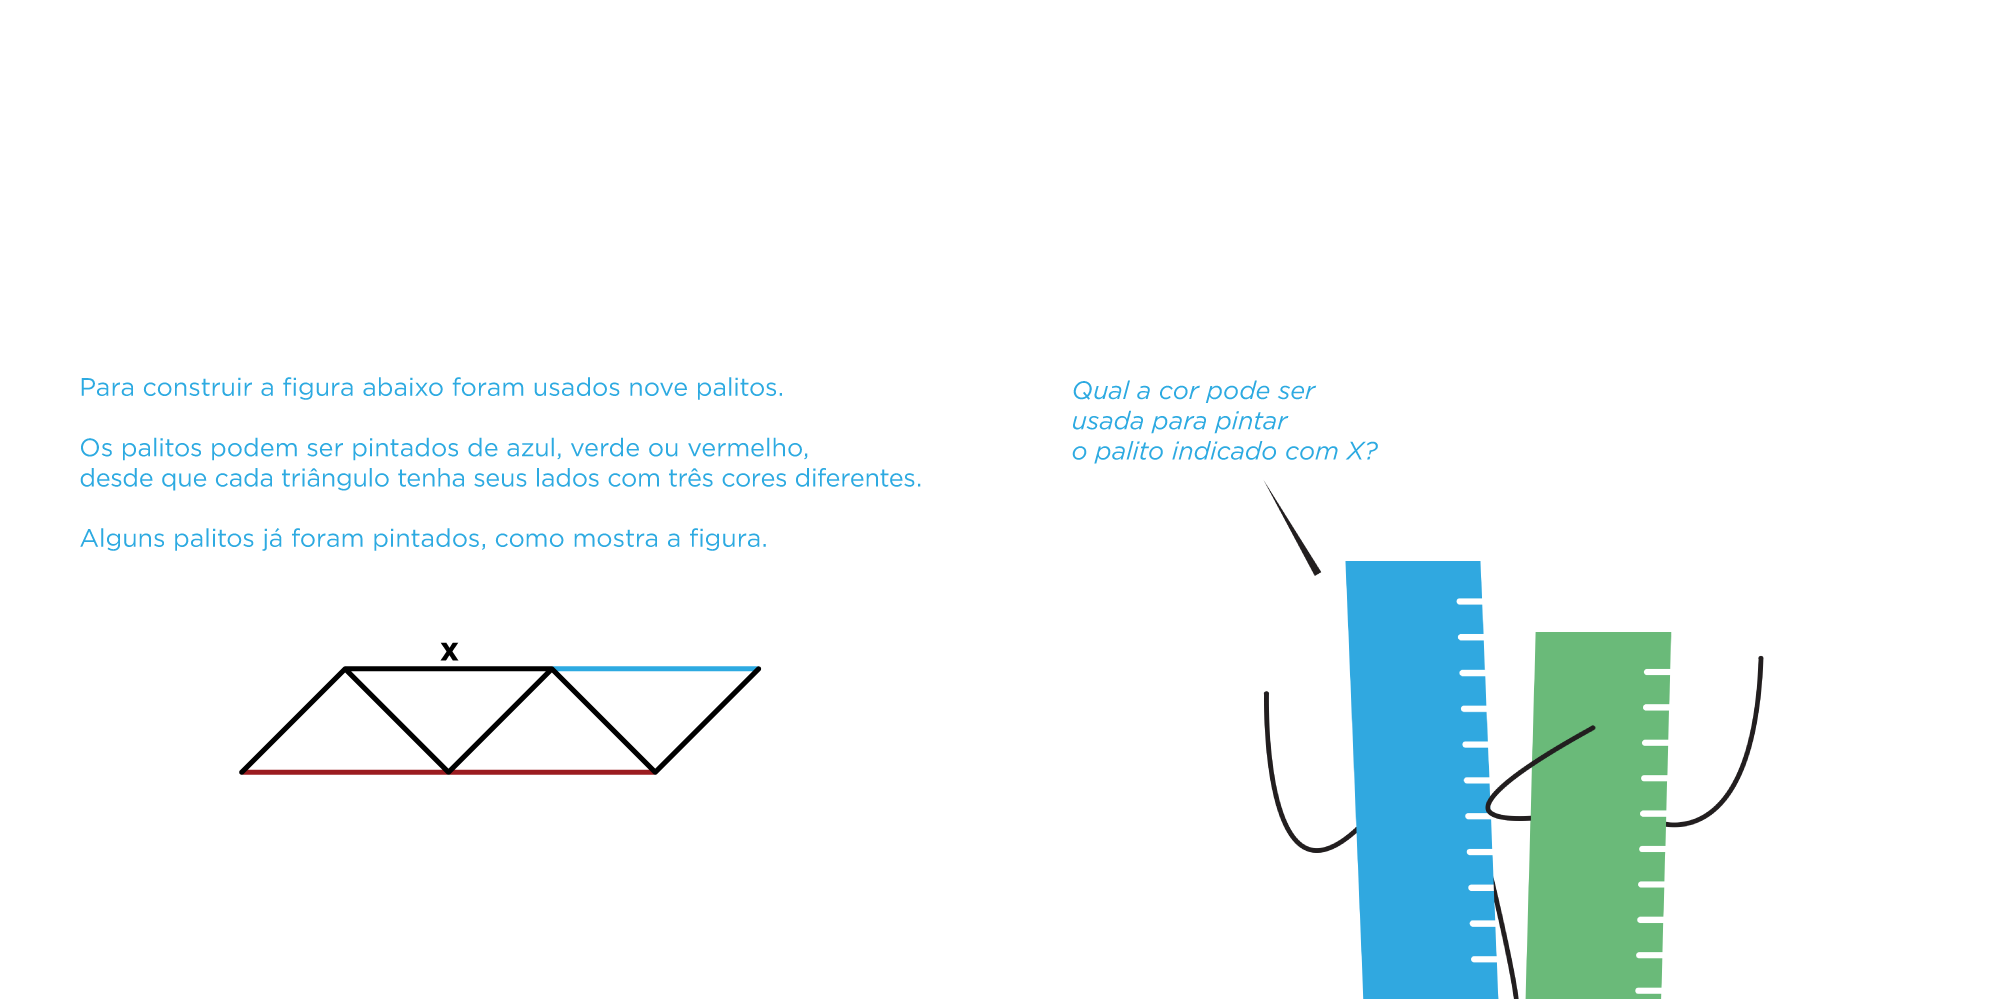 Para construir a figura abaixo foram usados nove palitos.
Os palitos podem ser pintados de azul, verde ou vermelho,
desde que cada triângulo tenha seus lados com três cores diferentes.
Alguns palitos já foram pintados, como mostra a figura.
x
Qual a cor pode ser
usada para pintar
o palito indicado com X?